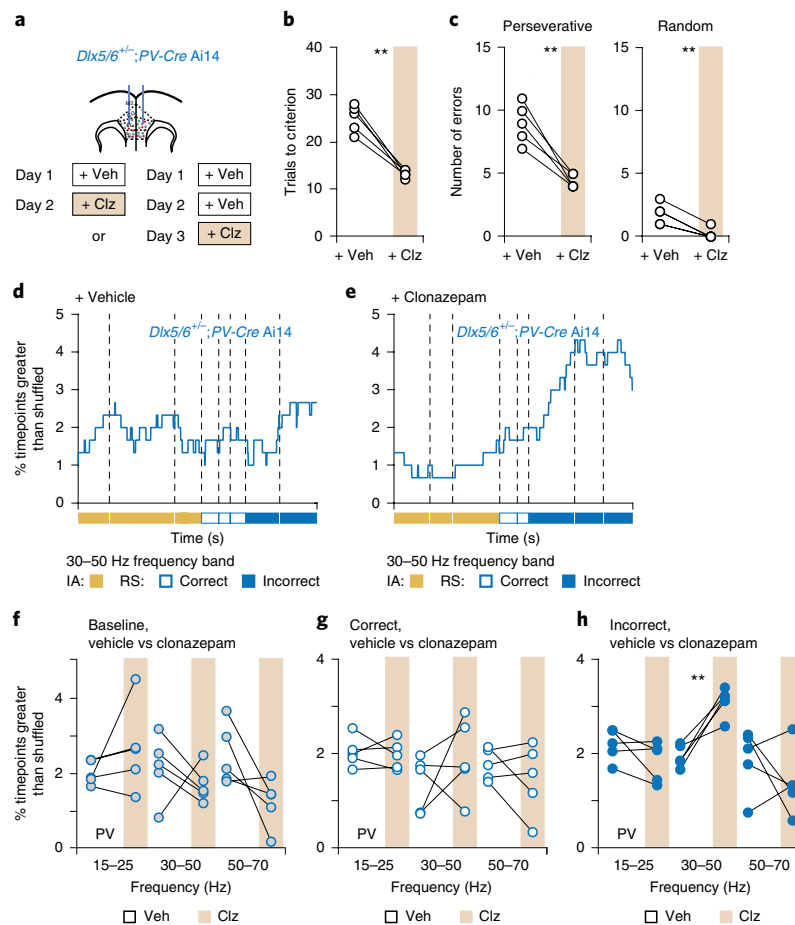 a
Dlx5/6+/–;PV-Cre Ai14
Day 1 + Veh Day 1 + Veh
Day 2 + Clz Day 2 + Veh
or Day 3 + Clz
b
Trials to criterion
40
30
20
10
0
**
+ Veh + Clz
c
Perseverative
Number of errors
15
10
5
0
**
+ Veh + Clz
Random
15
10
5
0
**
+ Veh + Clz
d
+ Vehicle
Dlx5/6+/–;PV-Cre Ai14
% timepoints greater
than shuffled
5
4
3
2
1
0
Time (s)
30–50 Hz frequency band
IA: RS: Correct Incorrect
e
+ Clonazepam
Dlx5/6+/–;PV-Cre Ai14
5
4
3
2
1
0
Time (s)
30–50 Hz frequency band
IA: RS: Correct Incorrect
f
Baseline,
vehicle vs clonazepam
% timepoints greater
than shuffled
4
2
0
PV
15–25 30–50 50–70
Frequency (Hz)
Veh Clz
g
Correct,
vehicle vs clonazepam
4
2
0
PV
15–25 30–50 50–70
Frequency (Hz)
Veh Clz
h
Incorrect,
vehicle vs clonazepam
4
2
0
**
PV
15–25 30–50 50–70
Frequency (Hz)
Veh Clz